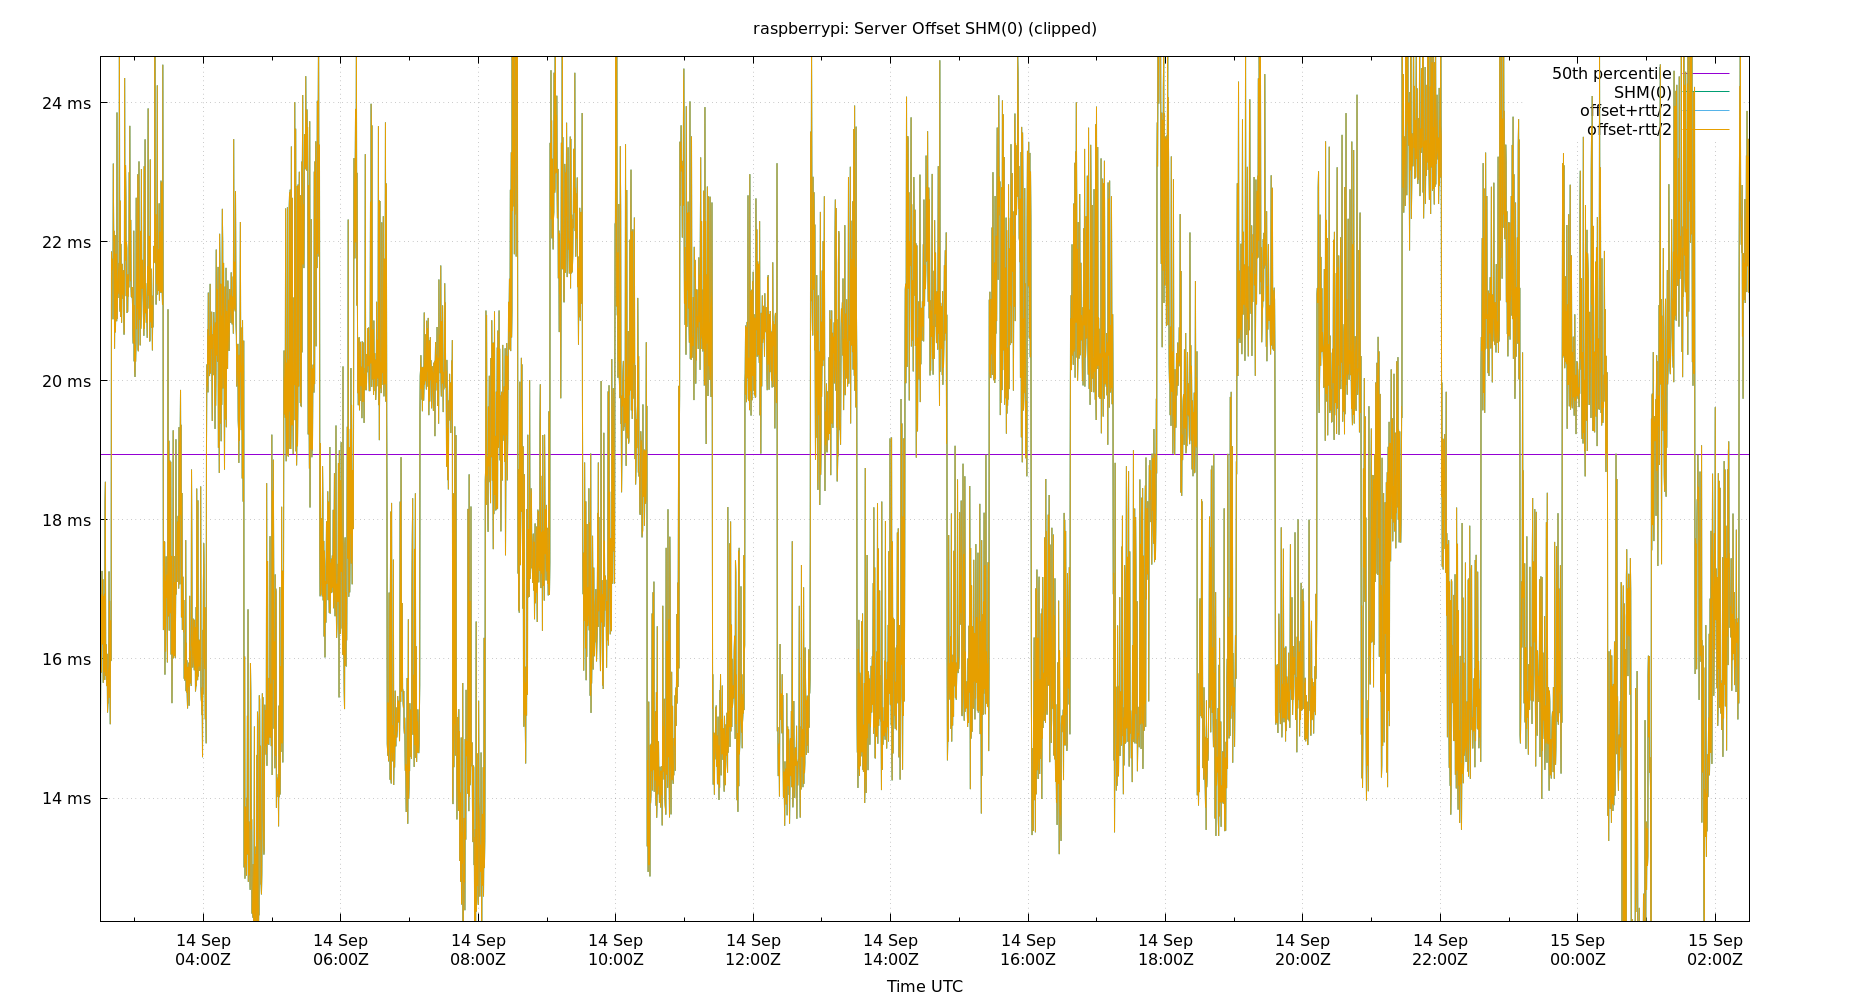 raspberrypi: Server Offset SHM(0) (clipped)
50th percentile
SHM(0)
offset+rtt/2
offset-rtt/2
24 ms
22 ms
20 ms
18 ms
16 ms
14 ms
14 Sep 14 Sep 14 Sep 14 Sep 14 Sep 14 Sep 14 Sep 14 Sep 14 Sep 14 Sep 15 Sep 15 Sep
04:00Z 06:00Z 08:00Z 10:00Z 12:00Z 14:00Z 16:00Z 18:00Z 20:00Z 22:00Z 00:00Z 02:00Z
Time UTC